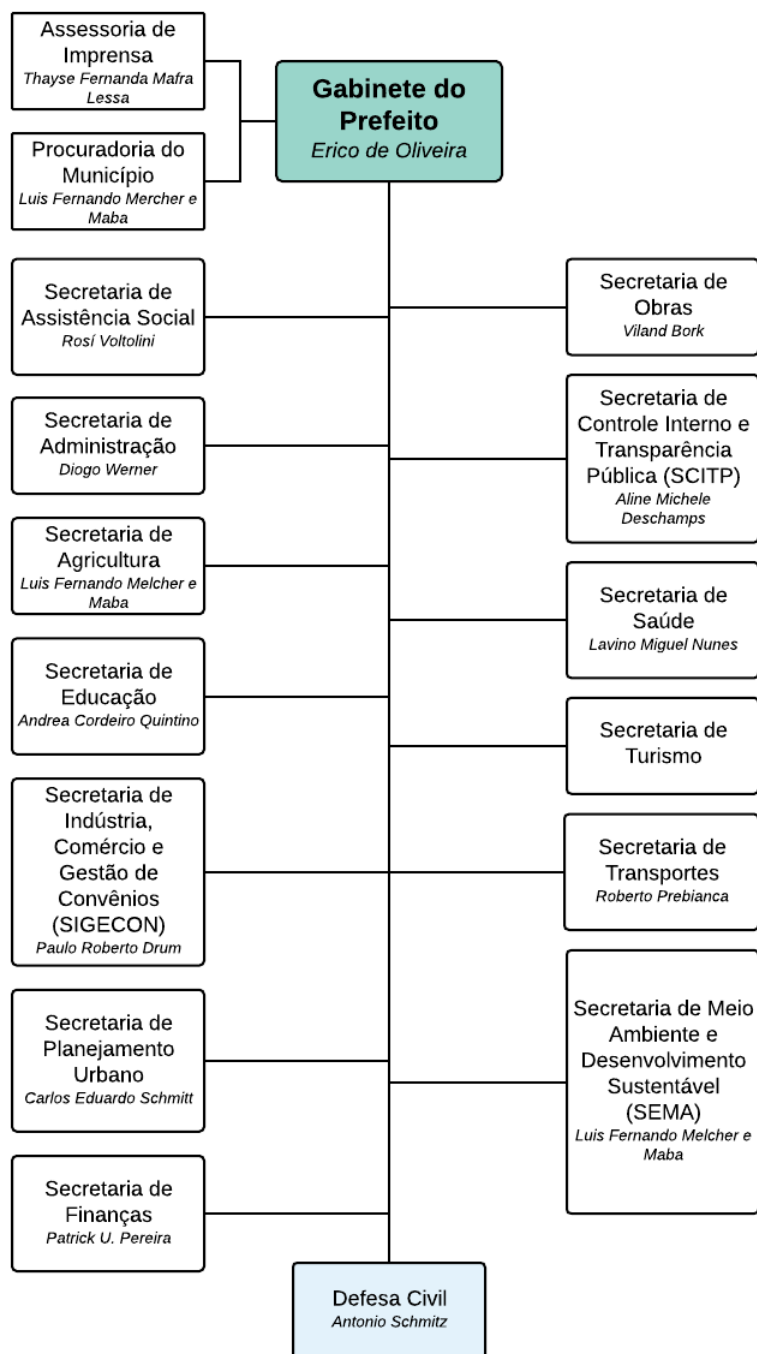 Assessoria de
Imprensa
Thayse Fernanda Mafra
Lessa
Gabinete do
Prefeito
Erico de Oliveira
Procuradoria do
Município
Luis Fernando Mercher e
Maba
Secretaria de
Assistência Social
Rosí Voltolini
Secretaria de
Administração
Diogo Werner
Secretaria de
Agricultura
Luis Fernando Melcher e
Maba
Secretaria de
Educação
Andrea Cordeiro Quintino
Secretaria de
Indústria,
Comércio e
Gestão de
Convênios
(SIGECON)
Paulo Roberto Drum
Secretaria de
Planejamento
Urbano
Carlos Eduardo Schmitt
Secretaria de
Finanças
Patrick U. Pereira
Secretaria de
Obras
Viland Bork
Secretaria de
Controle Interno e
Transparência
Pública (SCITP)
Aline Michele
Deschamps
Secretaria de
Saúde
Lavino Miguel Nunes
Secretaria de
Turismo
Secretaria de
Transportes
Roberto Prebianca
Secretaria de Meio
Ambiente e
Desenvolvimento
Sustentável
(SEMA)
Luis Fernando Melcher e
Maba
Defesa Civil
Antonio Schmitz